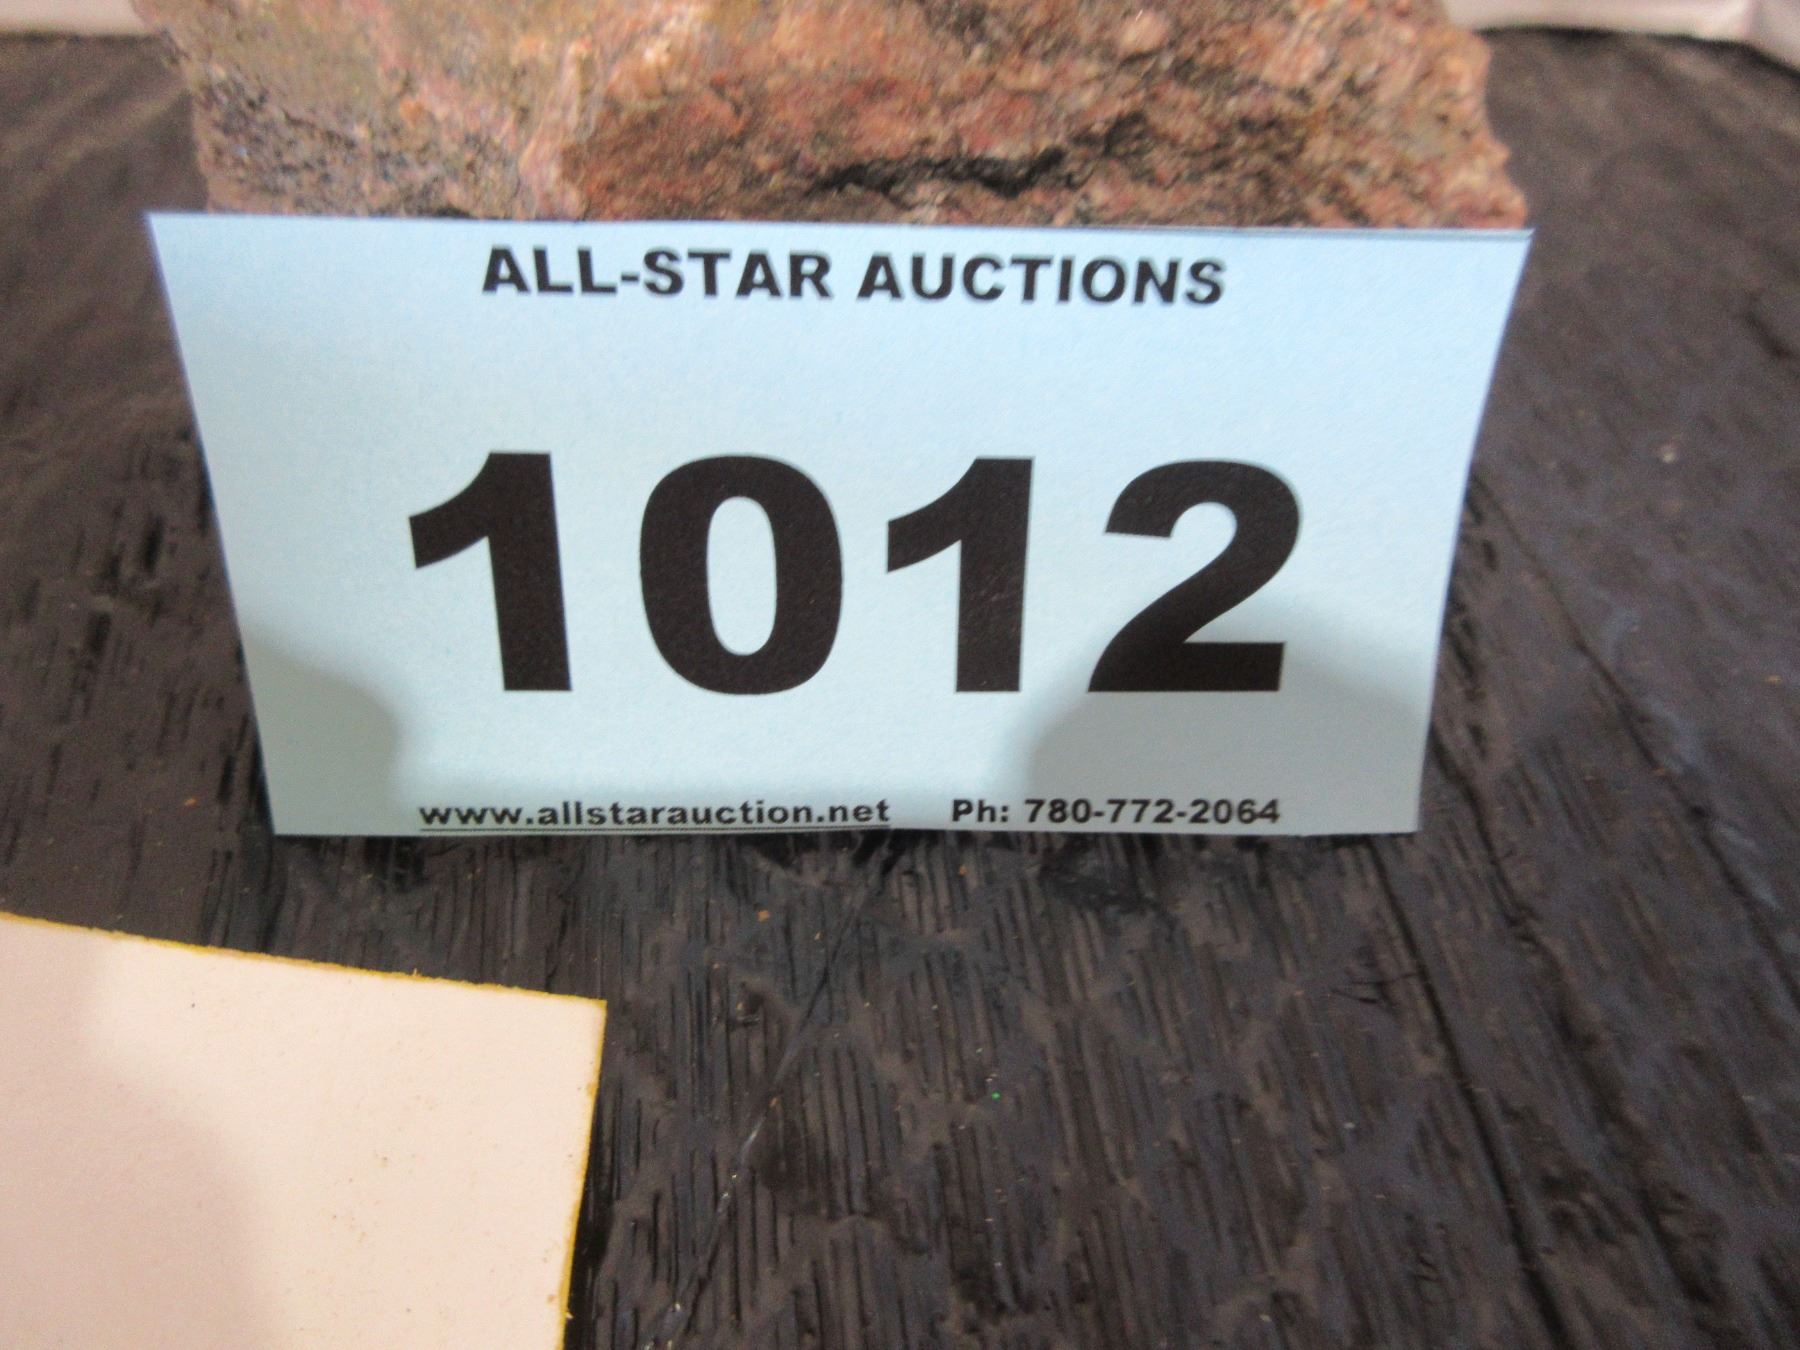 ALL-STAR AUCTIONS
1012
www.allstarauction.net Ph: 780-772-2064